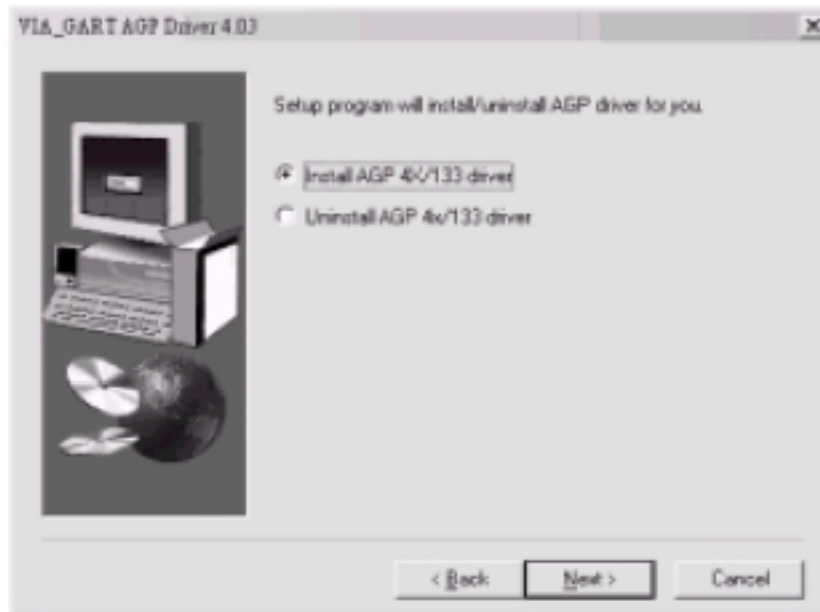 VIA_GART AGP Driver 4.03
Setup program will install/uninstall AGP driver for you.
Install AGP 4X/133 driver
Uninstall AGP 4x/133 driver
< Back
Next >
Cancel